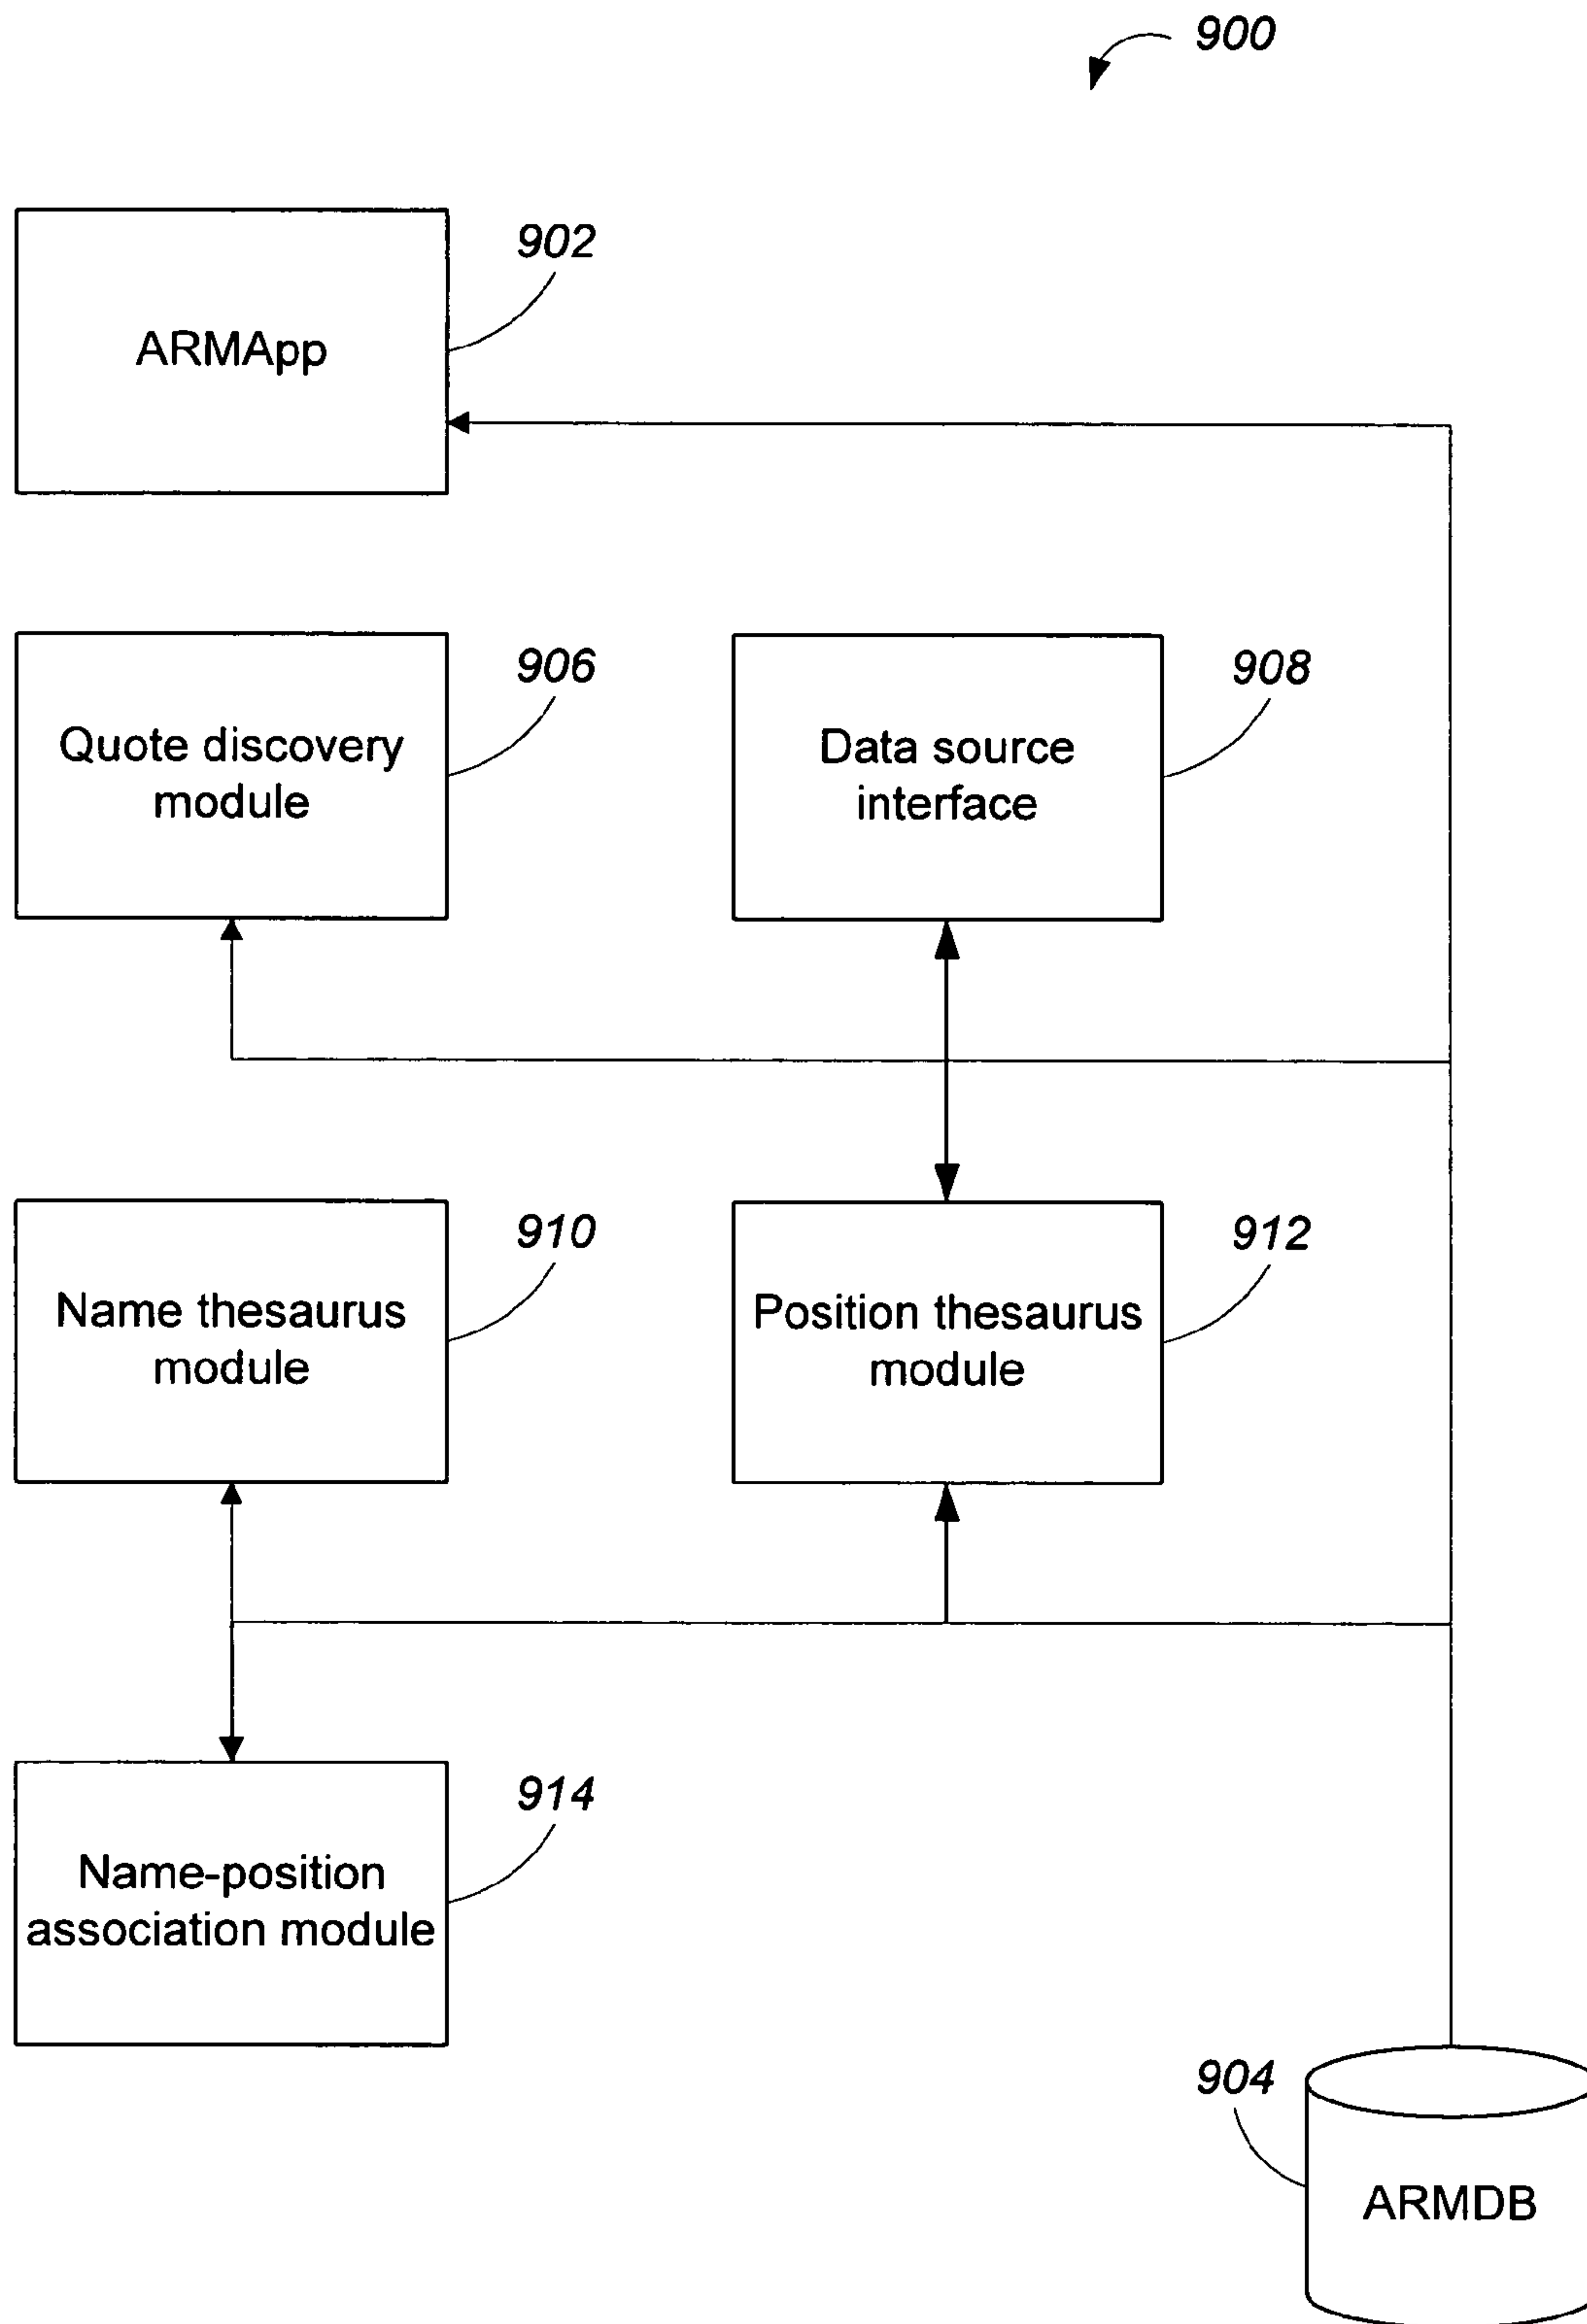 900
902
ARMApp
906
908
Quote discovery
module
Data source
interface
910
912
Name thesaurus
module
Position thesaurus
module
914
Name-position
association module
904
ARMDB